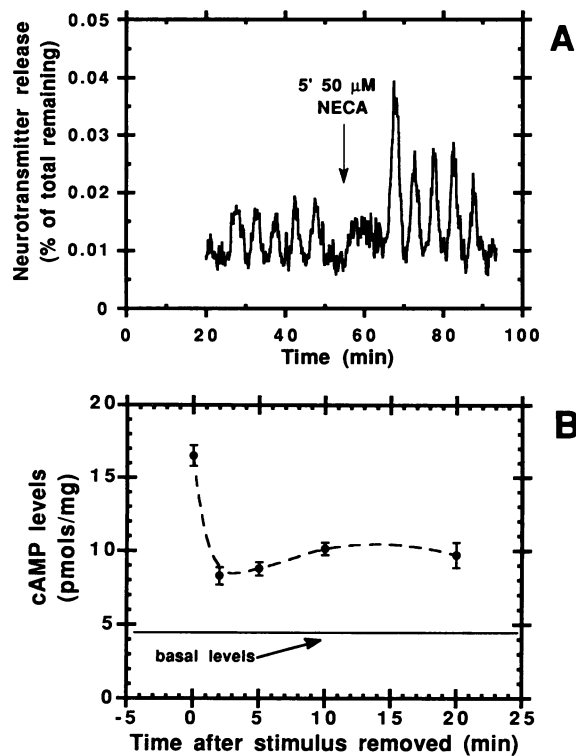 A
Neurotransmitter release
(% of total remaining)
0.05
0.04
0.03
0.02
0.01
0
5' 50 µM
NECA
0 20 40 60 80 100
Time (min)
B
cAMP levels
(pmols/mg)
20
15
10
5
0
basal levels
-5 0 5 10 15 20 25
Time after stimulus removed (min)